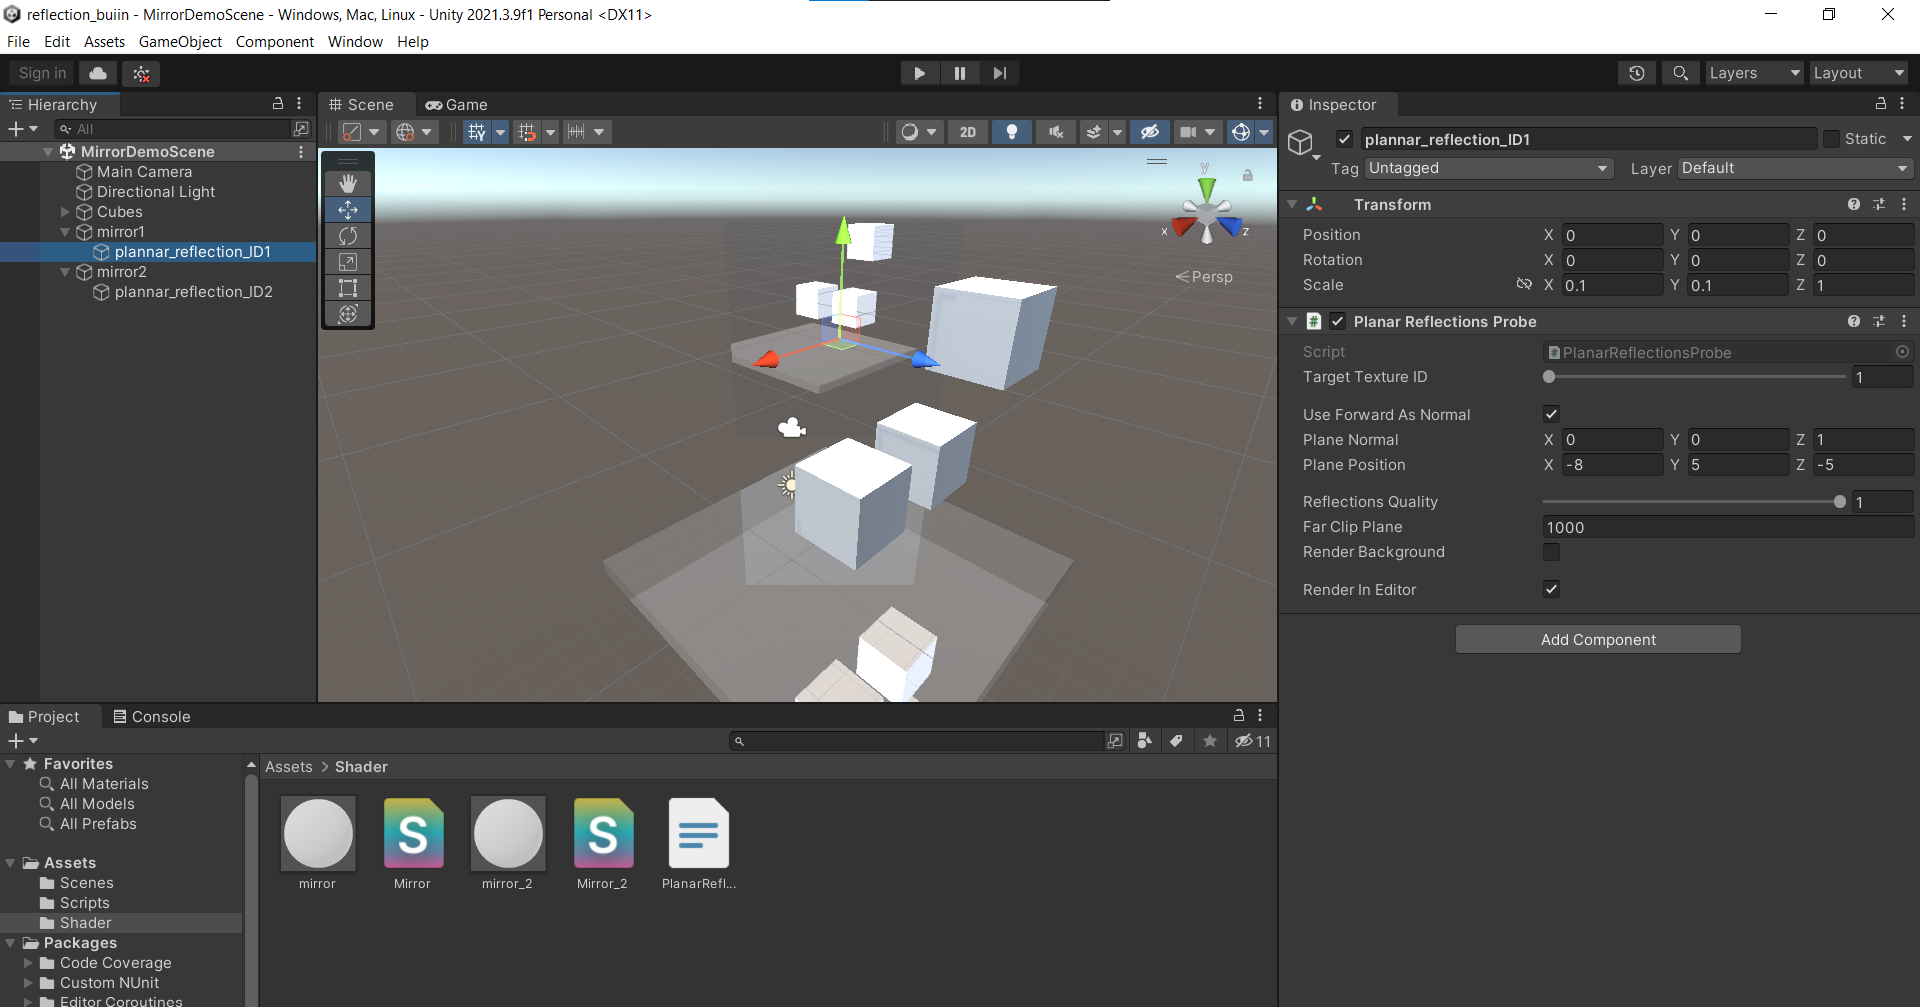 reflection_buiin - MirrorDemoScene - Windows, Mac, Linux - Unity 2021.3.9f1 Personal <DX11>
File Edit Assets GameObject Component Window Help
Sign in
Layers
Layout
Hierarchy
All
MirrorDemoScene
Main Camera
Directional Light
Cubes
mirror1
plannar_reflection_ID1
mirror2
plannar_reflection_ID2
Scene Game
2D
y
x z
Persp
Inspector
plannar_reflection_ID1 Static
Tag Untagged Layer Default
Transform
Position X 0 Y 0 Z 0
Rotation X 0 Y 0 Z 0
Scale X 0.1 Y 0.1 Z 1
Planar Reflections Probe
Script PlanarReflectionsProbe
Target Texture ID 1
Use Forward As Normal
Plane Normal X 0 Y 0 Z 1
Plane Position X -8 Y 5 Z -5
Reflections Quality 1
Far Clip Plane 1000
Render Background
Render In Editor
Add Component
Project Console
11
Favorites
All Materials
All Models
All Prefabs
Assets
Scenes
Scripts
Shader
Packages
Code Coverage
Custom NUnit
Editor Coroutines
Assets > Shader
S S
mirror Mirror mirror_2 Mirror_2 PlanarRefl...